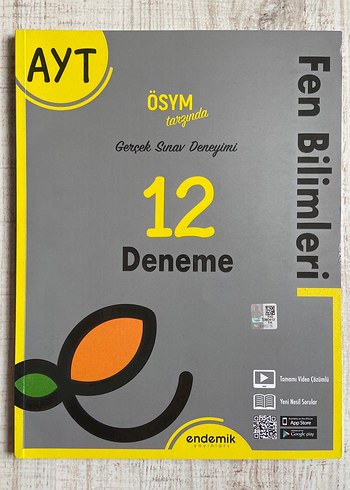 AYT
ÖSYM
tarzında
Gerçek Sınav Deneyimi
12
Deneme
Fen Bilimleri
Tamamı Video Çözümlü
Yeni Nesil Sorular
App Store
Google play
endemik
yayınları